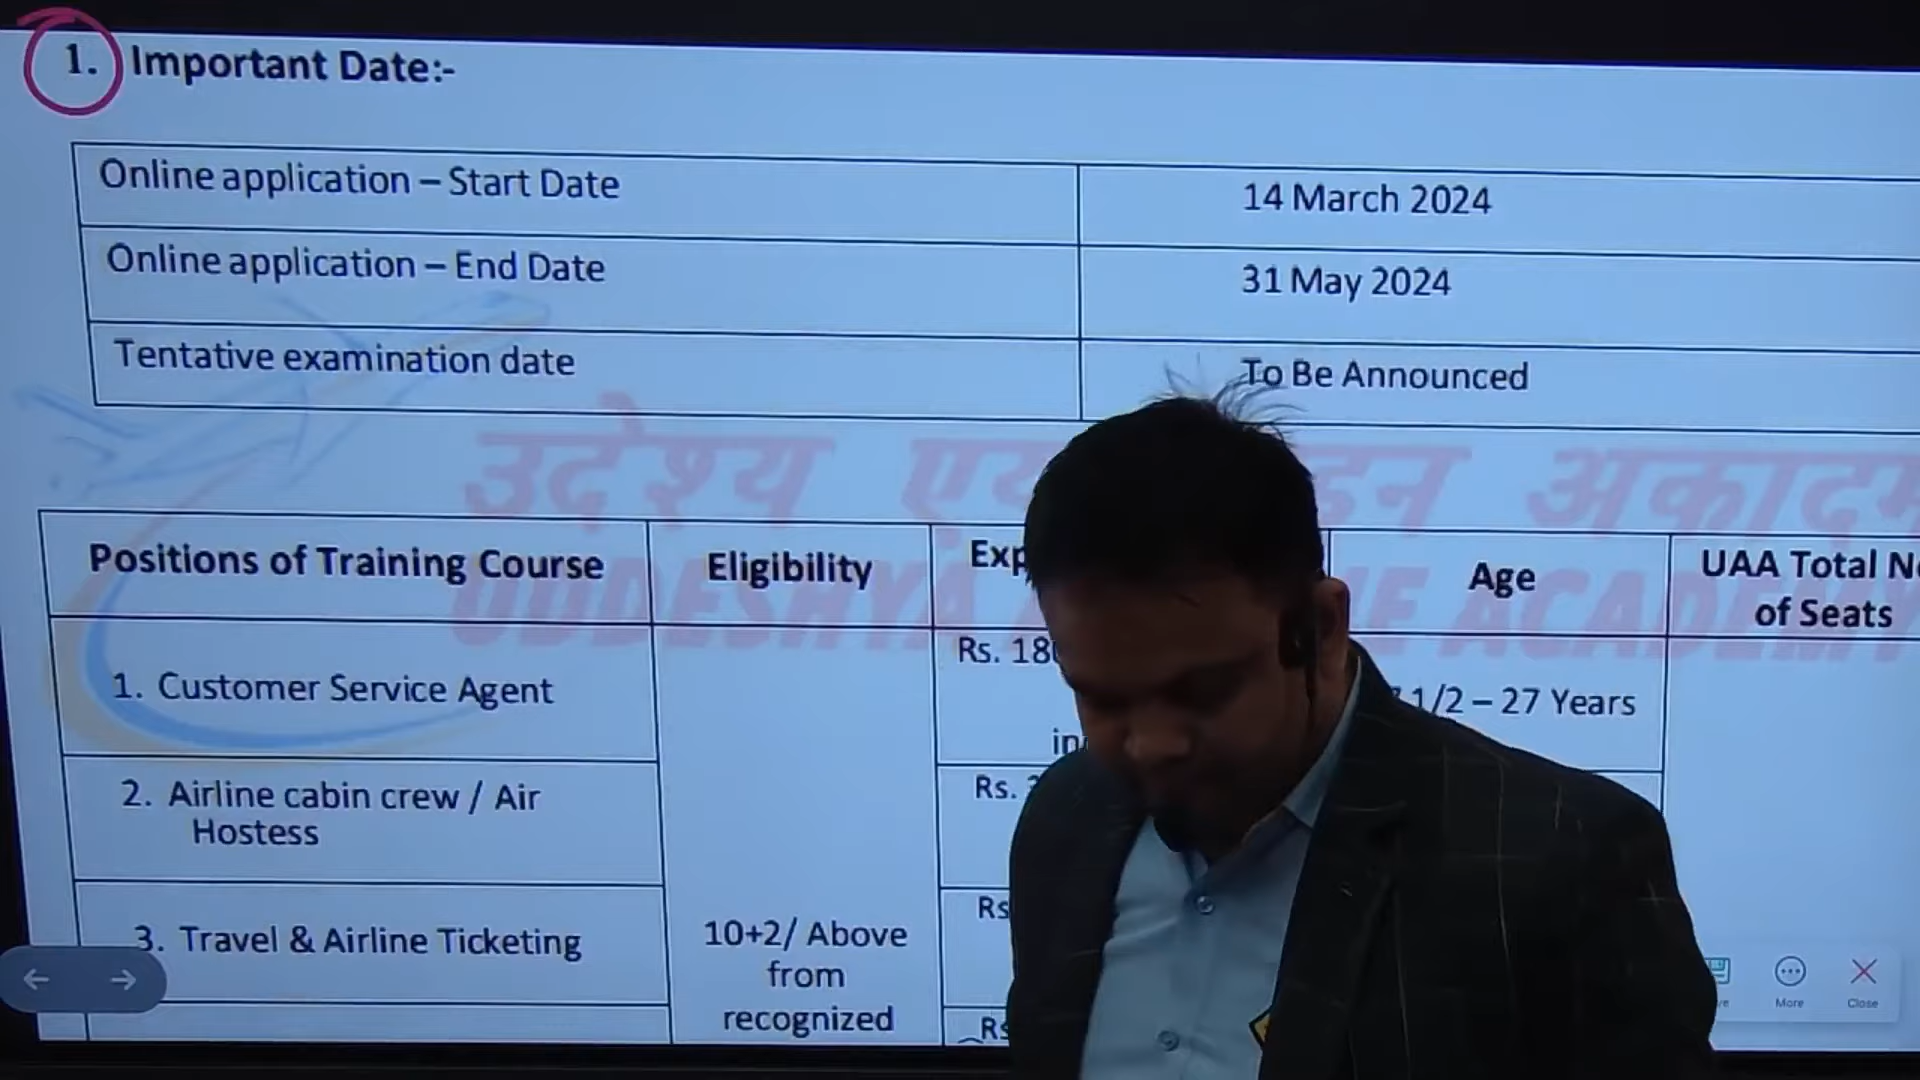 1. Important Date:-
Online application – Start Date
14 March 2024
Online application – End Date
31 May 2024
Tentative examination date
To Be Announced
उदेश्य
UDDESHYA
ACADEMY
Positions of Training Course
Eligibility
Age
UAA Total
of Seats
1. Customer Service Agent
Rs.
1/2 – 27 Years
2. Airline cabin crew / Air
Hostess
Rs.
3. Travel & Airline Ticketing
10+2/ Above
from
recognized
Rs
Rs
More
Close